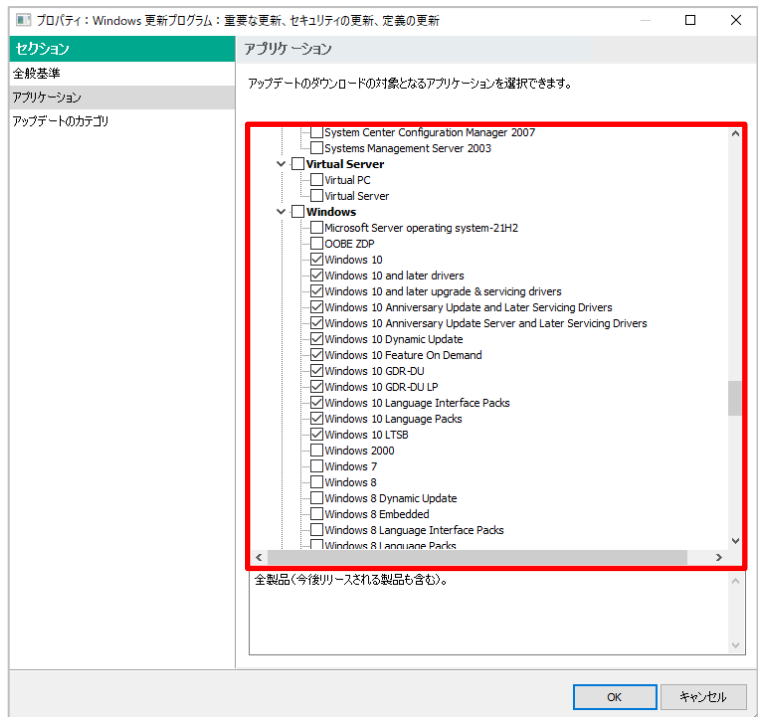 プロパティ：Windows 更新プログラム：重要な更新、セキュリティの更新、定義の更新
セクション
全般基準
アプリケーション
アップデートのカテゴリ
アプリケーション
アップデートのダウンロードの対象となるアプリケーションを選択できます。
System Center Configuration Manager 2007
Systems Management Server 2003
Virtual Server
Virtual PC
Virtual Server
Windows
Microsoft Server operating system-21H2
OOBE ZDP
Windows 10
Windows 10 and later drivers
Windows 10 and later upgrade & servicing drivers
Windows 10 Anniversary Update and Later Servicing Drivers
Windows 10 Anniversary Update Server and Later Servicing Drivers
Windows 10 Dynamic Update
Windows 10 Feature On Demand
Windows 10 GDR-DU
Windows 10 GDR-DU LP
Windows 10 Language Interface Packs
Windows 10 Language Packs
Windows 10 LTSB
Windows 2000
Windows 7
Windows 8
Windows 8 Dynamic Update
Windows 8 Embedded
Windows 8 Language Interface Packs
Windows 8 Language Packs
全製品（今後リリースされる製品も含む）。
OK
キャンセル